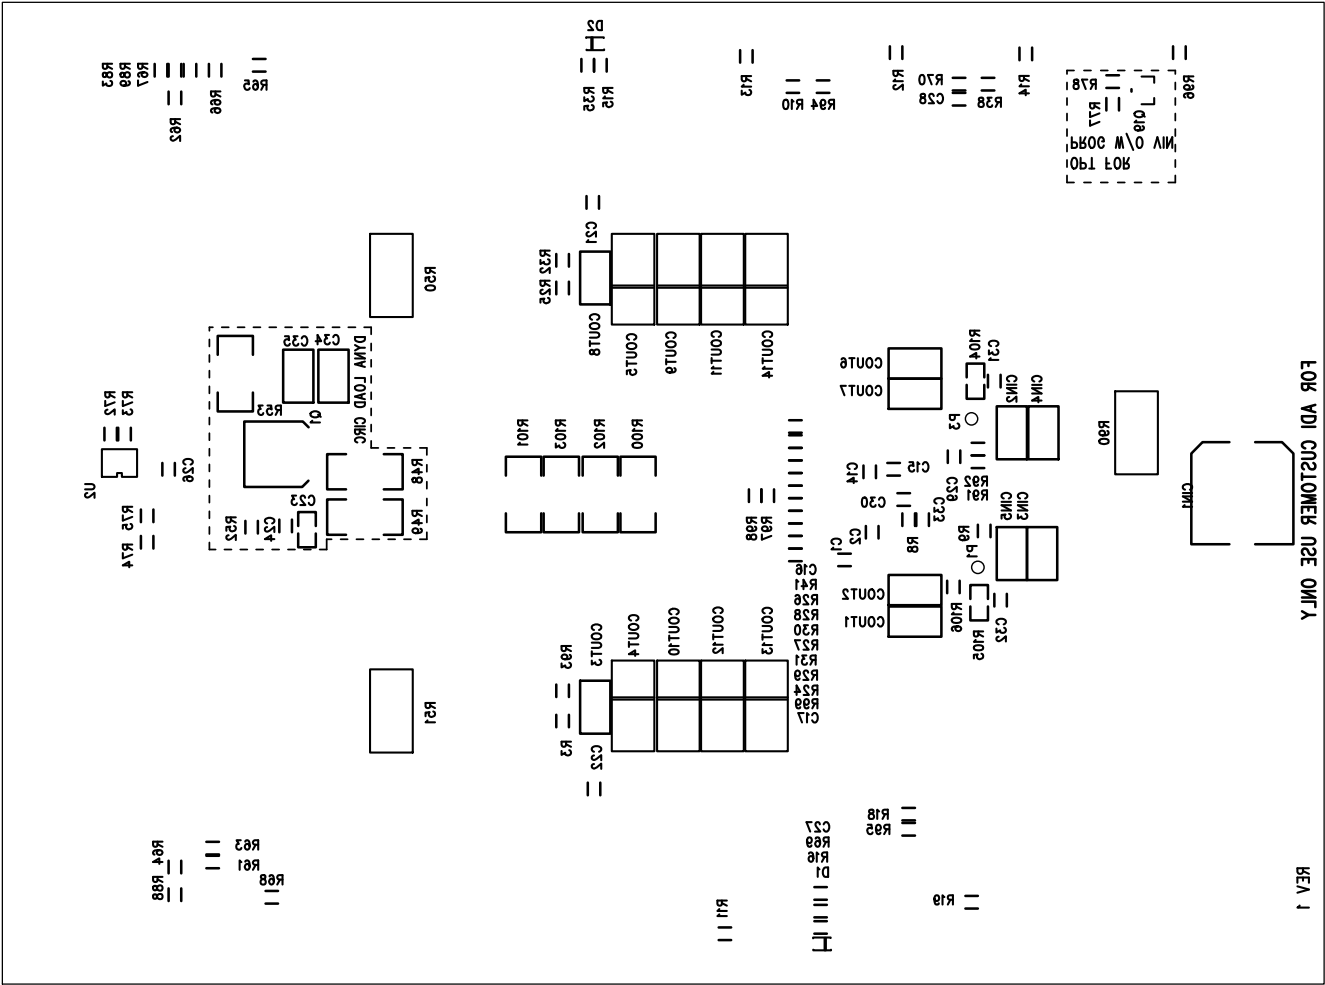 D2
R83
R89
R67
R66
R65
R62
R35
R15
R13
R10
R94
R12
R70
C28
R38
R14
R78
R77
Q19
R96
PROG W/O VIN
OPT FOR
C21
R32
R25
R50
COUT8
COUT5
COUT9
COUT11
COUT14
C35
C34
DYNA LOAD CIRC
R53
Q1
R72
R73
U2
C26
R48
R49
C23
R52
C24
R75
R74
R101
R103
R102
R100
COUT6
COUT7
R104
C31
CIN2
CIN4
P3
R90
CIN1
FOR ADI CUSTOMER USE ONLY
C14
C15
C29
R92
R91
C30
C33
R8
C2
C1
R9
P1
CIN5
CIN3
R98
R97
C16
R41
R26
R28
R30
R27
R31
R29
R24
R99
C17
COUT2
COUT1
R106
R105
C32
R93
COUT3
COUT4
COUT10
COUT12
COUT13
R51
R3
C22
R18
R95
C27
R69
R16
D1
R19
R11
R64
R88
R63
R61
R68
REV 1